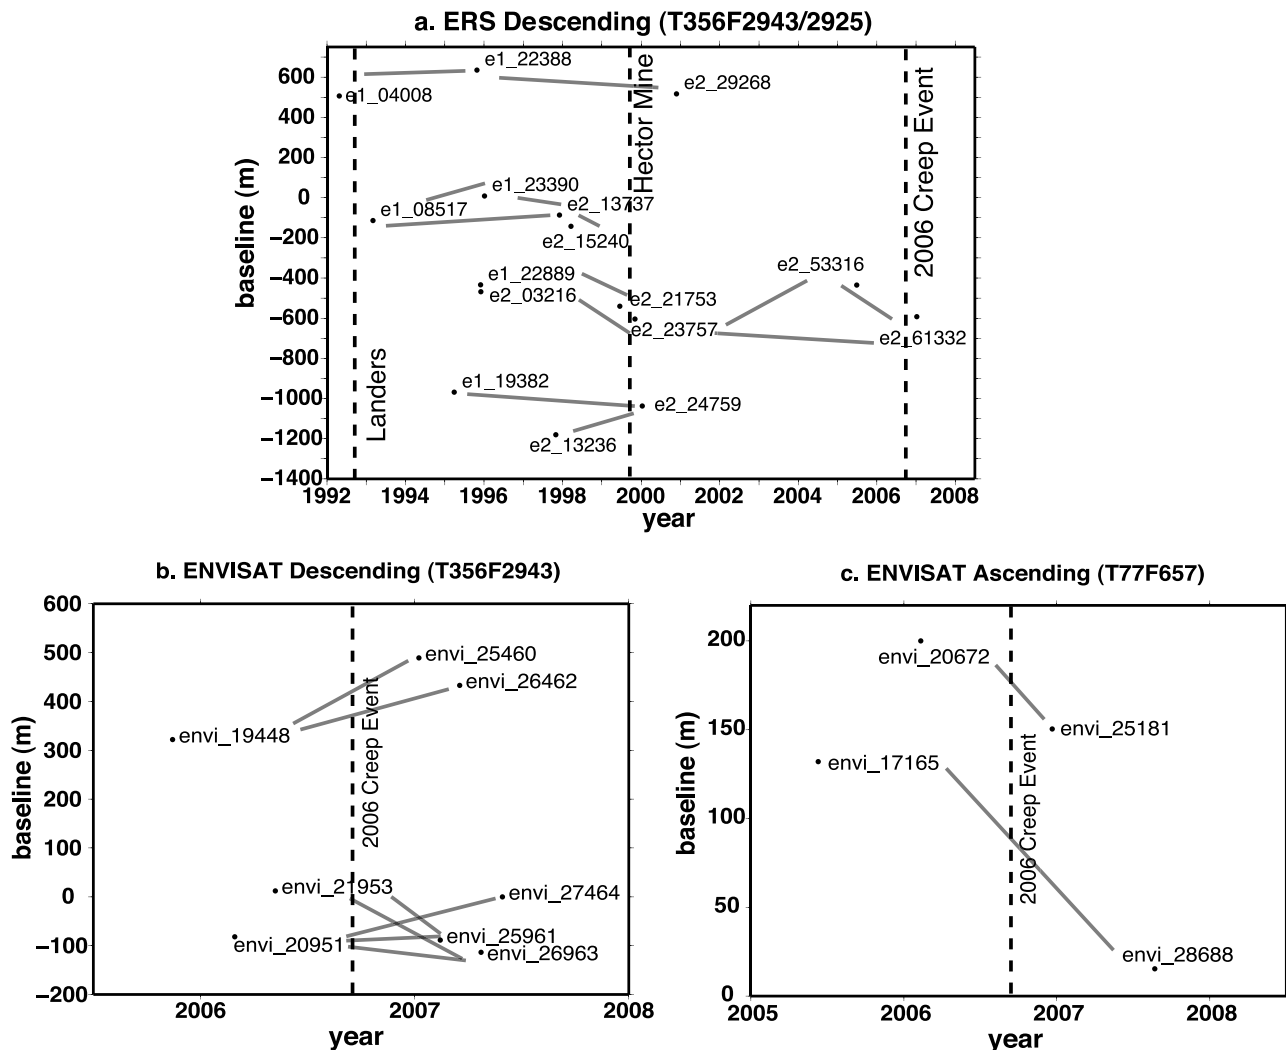 a. ERS Descending (T356F2943/2925)
baseline (m)
600
400
200
0
−200
−400
−600
−800
−1000
−1200
−1400
e1_22388
e2_29268
e1_04008
e1_23390
e2_13737
e1_08517
e2_15240
e2_53316
e1_22889
e2_03216
e2_21753
e2_23757
e2_61332
e1_19382
e2_24759
e2_13236
Landers
Hector Mine
2006 Creep Event
1992 1994 1996 1998 2000 2002 2004 2006 2008
year
b. ENVISAT Descending (T356F2943)
baseline (m)
600
500
400
300
200
100
0
−100
−200
envi_25460
envi_26462
envi_19448
envi_21953
envi_27464
envi_25961
envi_20951
envi_26963
2006 Creep Event
2006 2007 2008
year
c. ENVISAT Ascending (T77F657)
baseline (m)
200
150
100
50
0
envi_20672
envi_25181
envi_17165
envi_28688
2006 Creep Event
2005 2006 2007 2008
year